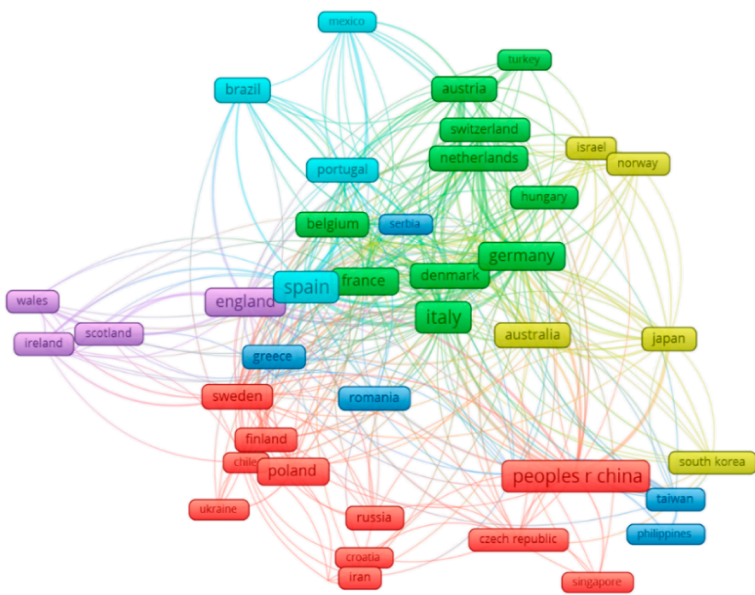 mexico
turkey
brazil
austria
switzerland
israel
netherlands
norway
portugal
hungary
belgium
serbia
germany
denmark
france
spain
england
wales
italy
scotland
australia
japan
ireland
greece
sweden
romania
finland
chile
poland
south korea
peoples r china
taiwan
ukraine
russia
philippines
czech republic
croatia
iran
singapore